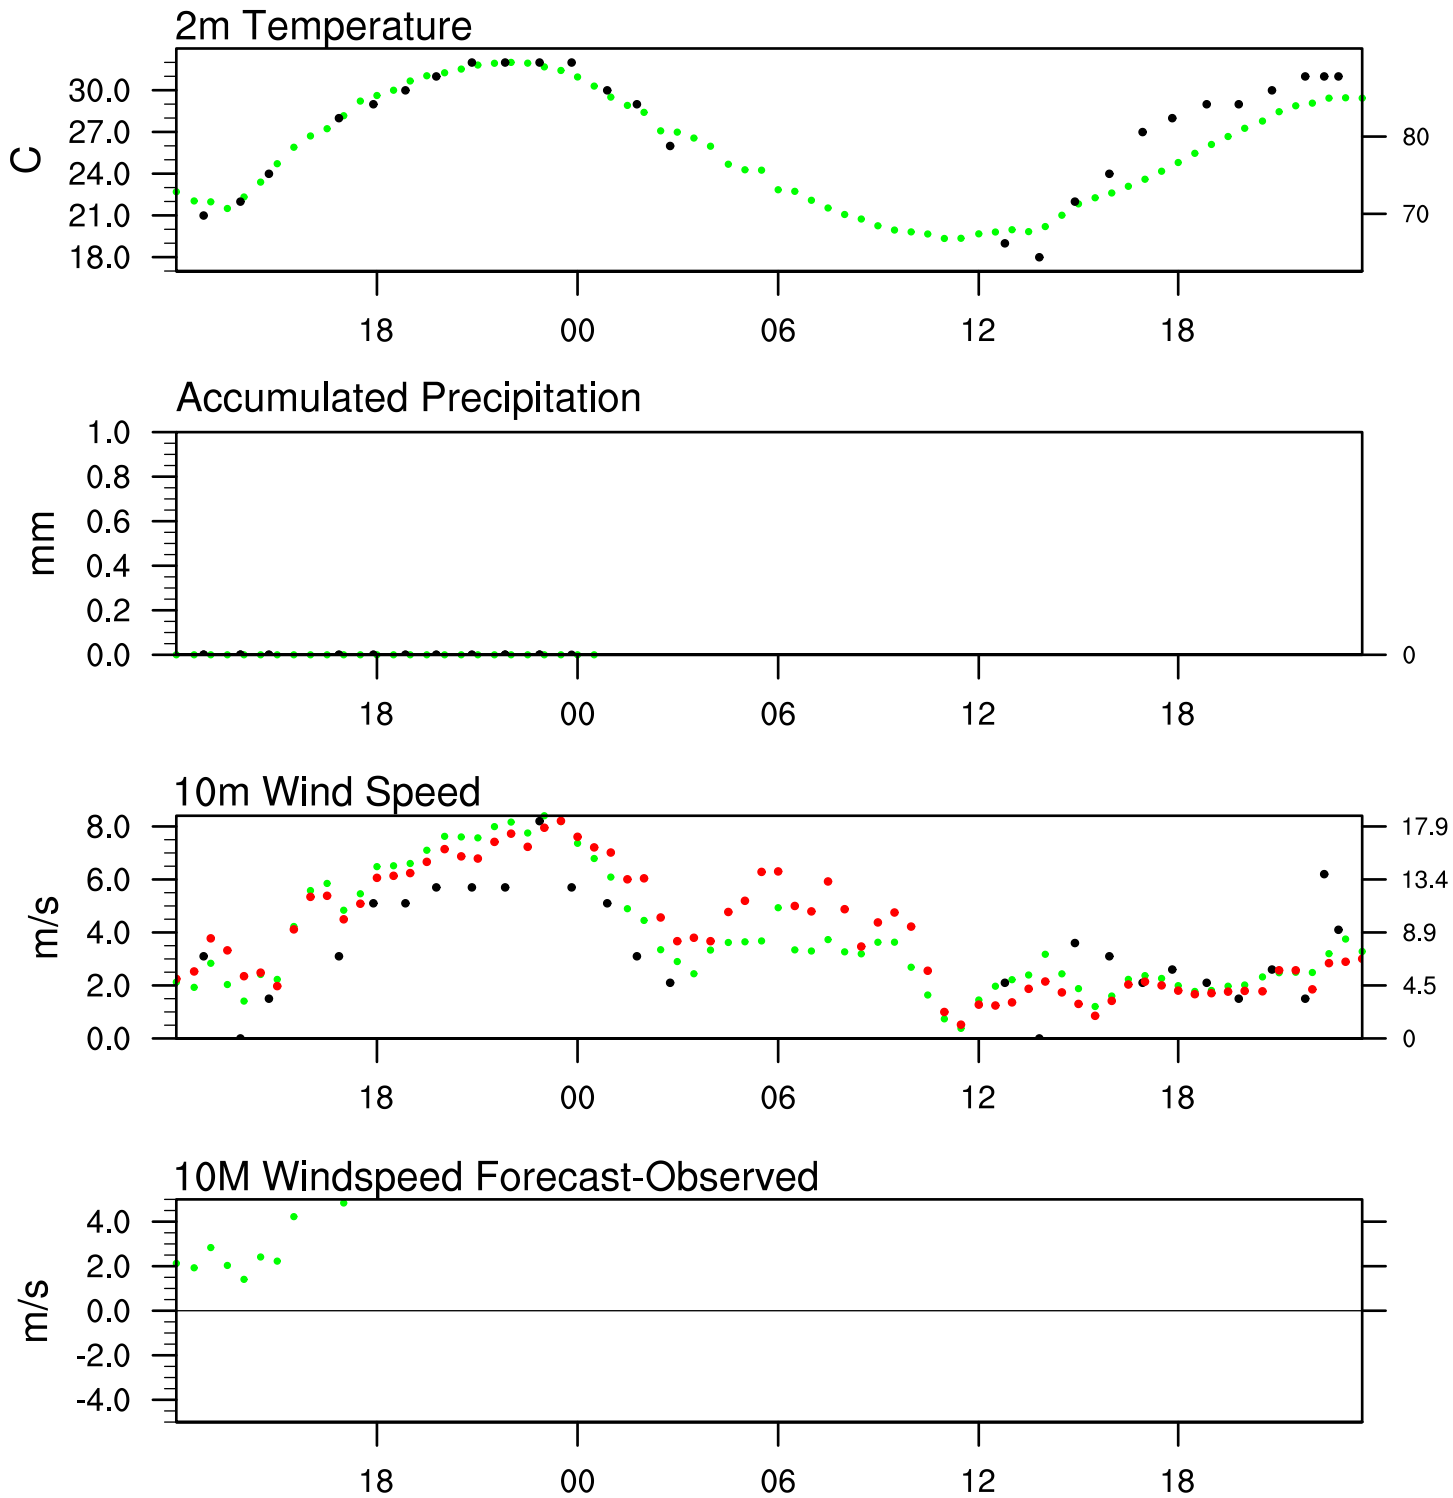 2m Temperature
30.0
27.0
24.0
21.0
18.0
C
80
70
18 00 06 12 18
Accumulated Precipitation
1.0
0.8
0.6
0.4
0.2
0.0
mm
0
18 00 06 12 18
10m Wind Speed
8.0
6.0
4.0
2.0
0.0
m/s
17.9
13.4
8.9
4.5
0
18 00 06 12 18
10M Windspeed Forecast-Observed
4.0
2.0
0.0
-2.0
-4.0
m/s
18 00 06 12 18